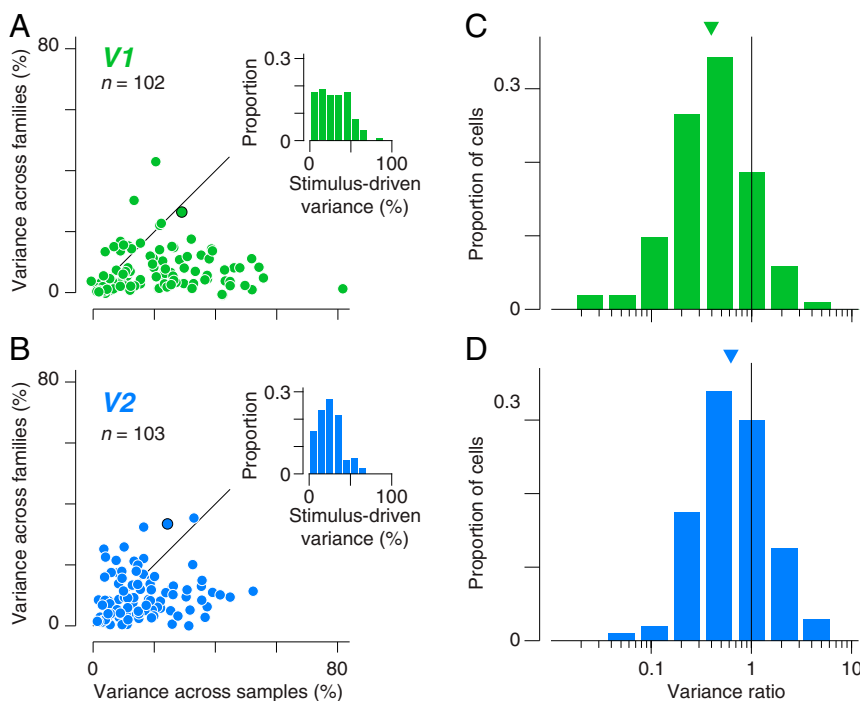 A
80
Variance across families (%)
0
V1
n = 102
0.3
Proportion
0
0
100
Stimulus-driven
variance (%)
C
0.3
Proportion of cells
0
B
80
Variance across families (%)
0
V2
n = 103
0.3
Proportion
0
0
100
Stimulus-driven
variance (%)
0
80
Variance across samples (%)
D
0.3
Proportion of cells
0
0.1
1
10
Variance ratio